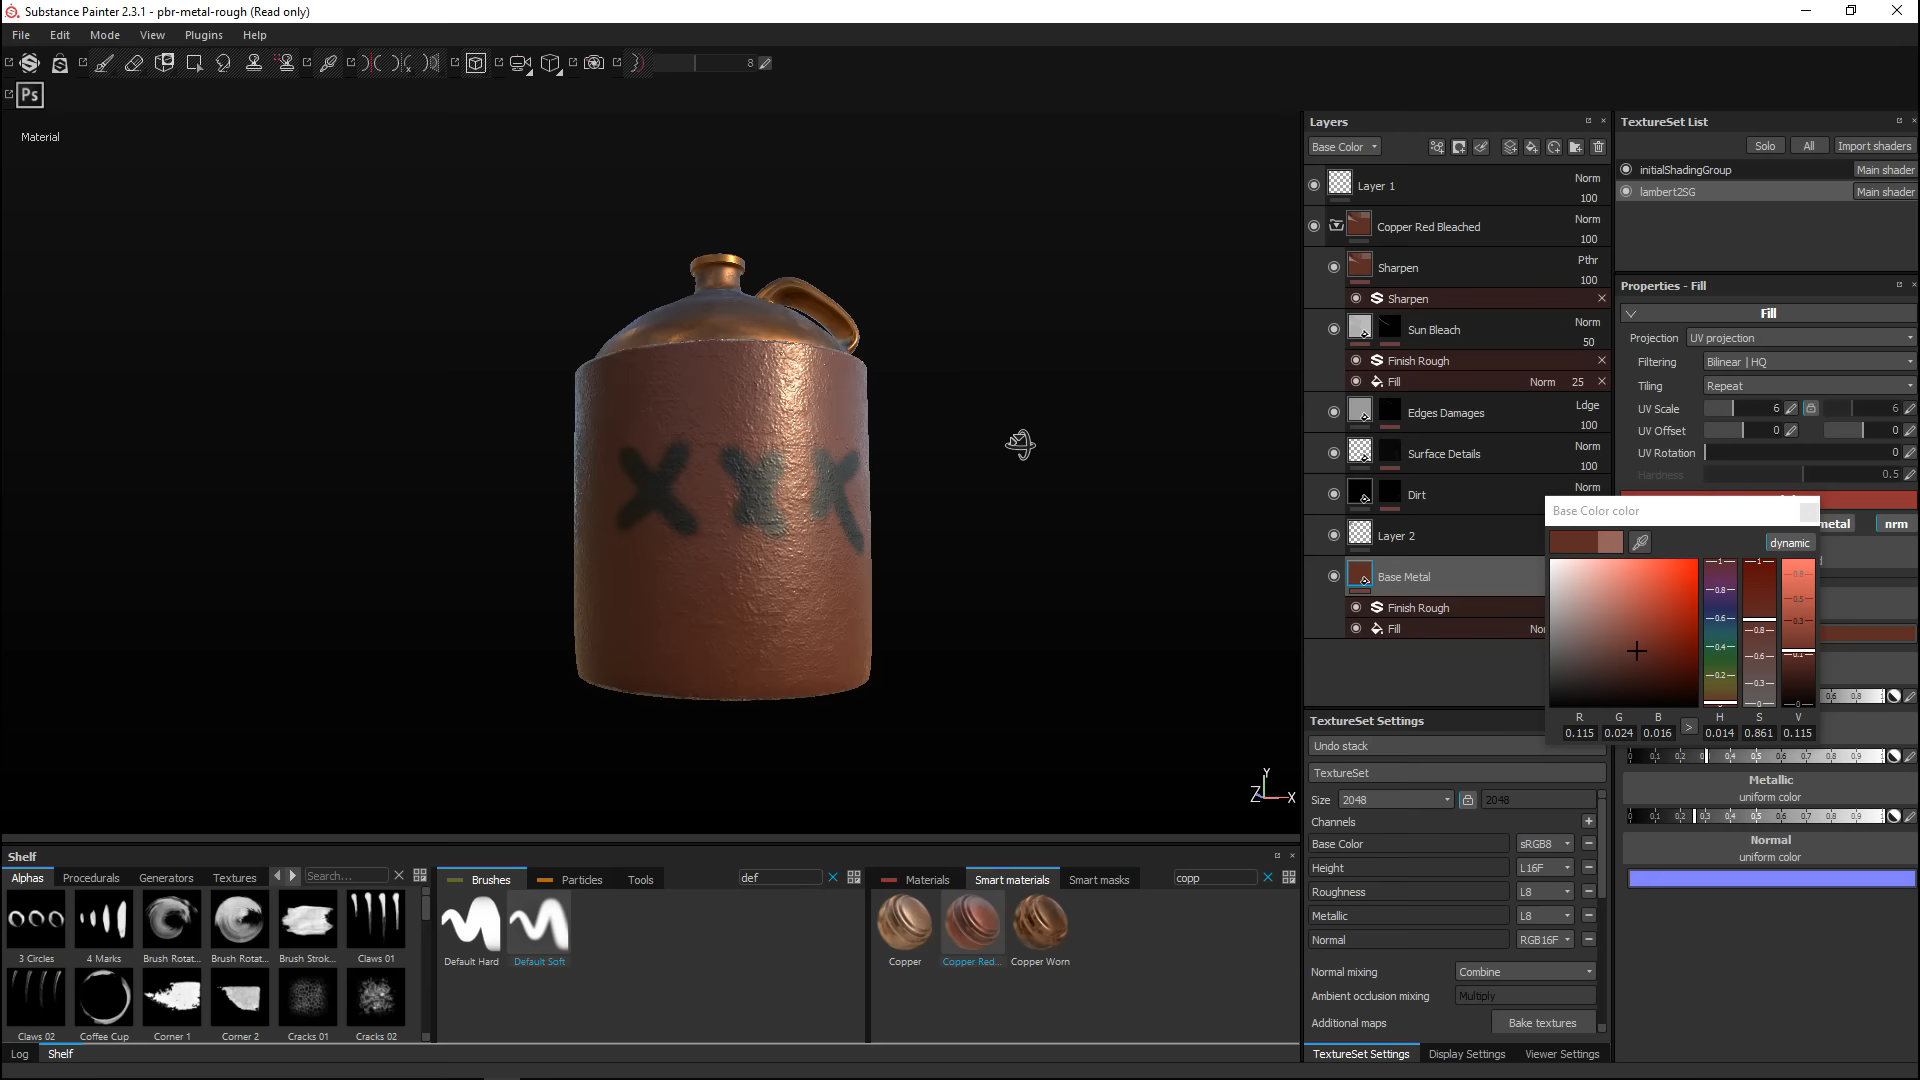 Substance Painter 2.3.1 - pbr-metal-rough (Read only)
File Edit Mode View Plugins Help
8
Ps
Material
XXX
Layers
Base Color
Layer 1 Norm 100
Copper Red Bleached Norm 100
Sharpen Pthr 100
Sharpen
Sun Bleach Norm 50
Finish Rough
Fill Norm 25
Edges Damages Ldge 100
Surface Details Norm 100
Dirt Norm
Layer 2
Base Metal
Finish Rough
Fill
TextureSet List
Solo All Import shaders
initialShadingGroup Main shader
lambert2SG Main shader
Properties - Fill
Fill
Projection UV projection
Filtering Bilinear | HQ
Tiling Repeat
UV Scale 6 6
UV Offset 0 0
UV Rotation 0
Hardness 0.5
metal nrm
Base Color color
dynamic
R G B H S V
0.115 0.024 0.016 > 0.014 0.861 0.115
Metallic
uniform color
Normal
uniform color
TextureSet Settings
Undo stack
TextureSet
Size 2048 2048
Channels
Base Color sRGB8
Height L16F
Roughness L8
Metallic L8
Normal RGB16F
Normal mixing Combine
Ambient occlusion mixing Multiply
Additional maps Bake textures
TextureSet Settings Display Settings Viewer Settings
Y
Z X
Shelf
Alphas Procedurals Generators Textures Search...
3 Circles 4 Marks Brush Rotat... Brush Rotat... Brush Strok... Claws 01
Claws 02 Coffee Cup Corner 1 Corner 2 Cracks 01 Cracks 02
Brushes Particles Tools def
Default Hard Default Soft
Materials Smart materials Smart masks copp
Copper Copper Red... Copper Worn
Log Shelf